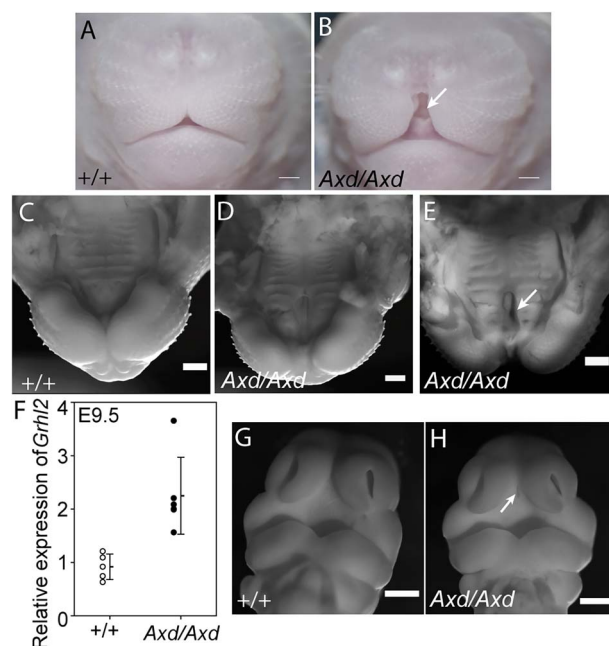 A
B
+/+
Axd/Axd
C
D
E
+/+
Axd/Axd
Axd/Axd
F
E9.5
Relative expression of Grhl2
4
3
2
1
0
+/+
Axd/Axd
G
H
+/+
Axd/Axd